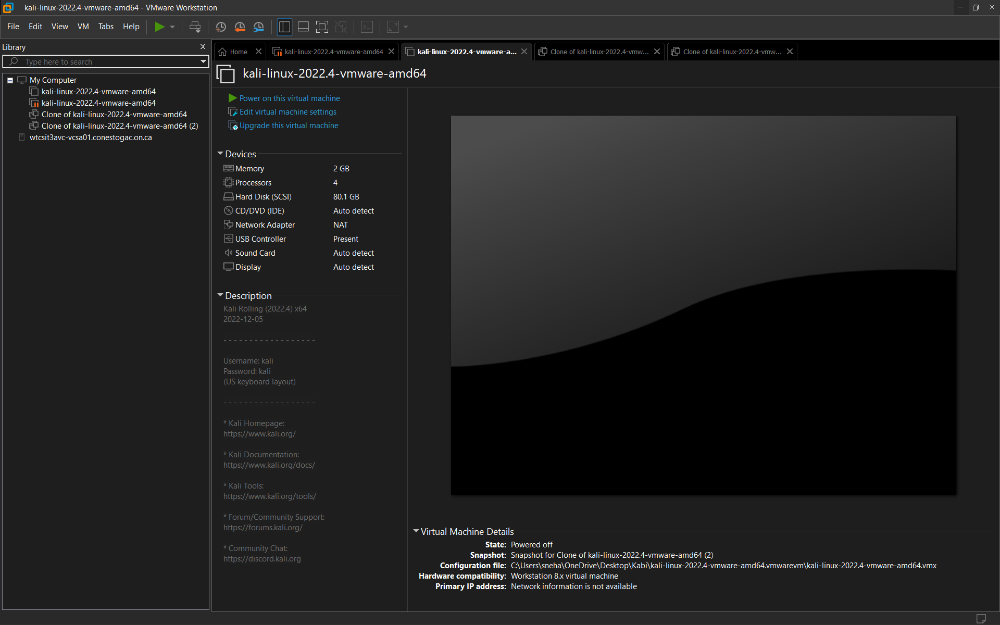 kali-linux-2022.4-vmware-amd64 - VMware Workstation
File Edit View VM Tabs Help
Library
Type here to search
My Computer
kali-linux-2022.4-vmware-amd64
kali-linux-2022.4-vmware-amd64
Clone of kali-linux-2022.4-vmware-amd64
Clone of kali-linux-2022.4-vmware-amd64 (2)
wtcsit3avc-vcsa01.conestogac.on.ca
Home kali-linux-2022.4-vmware-amd64 kali-linux-2022.4-vmware-a... Clone of kali-linux-2022.4-vmw... Clone of kali-linux-2022.4-vmw...
kali-linux-2022.4-vmware-amd64
Power on this virtual machine
Edit virtual machine settings
Upgrade this virtual machine
Devices
Memory 2 GB
Processors 4
Hard Disk (SCSI) 80.1 GB
CD/DVD (IDE) Auto detect
Network Adapter NAT
USB Controller Present
Sound Card Auto detect
Display Auto detect
Description
Kali Rolling (2022.4) x64
2022-12-05
- - - - - - - - - - - - - - - - - -
Username: kali
Password: kali
(US keyboard layout)
- - - - - - - - - - - - - - - - - -
* Kali Homepage:
https://www.kali.org/
* Kali Documentation:
https://www.kali.org/docs/
* Kali Tools:
https://www.kali.org/tools/
* Forum/Community Support:
https://forums.kali.org/
* Community Chat:
https://discord.kali.org
Virtual Machine Details
State: Powered off
Snapshot: Snapshot for Clone of kali-linux-2022.4-vmware-amd64 (2)
Configuration file: C:\Users\sneha\OneDrive\Desktop\Kabi\kali-linux-2022.4-vmware-amd64.vmwarevm\kali-linux-2022.4-vmware-amd64.vmx
Hardware compatibility: Workstation 8.x virtual machine
Primary IP address: Network information is not available